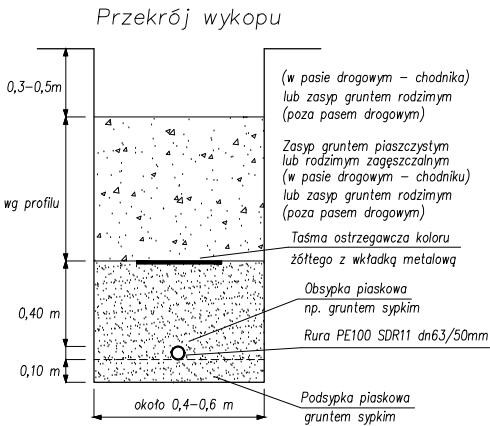 Przekrój wykopu
0,3-0,5m
(w pasie drogowym - chodnika)
lub zasyp gruntem rodzimym
(poza pasem drogowym)
wg profilu
Zasyp gruntem piaszczystym
lub rodzimym zagęszczalnym
(w pasie drogowym - chodniku)
lub zasyp gruntem rodzimym
(poza pasem drogowym)
Taśma ostrzegawcza koloru
żółtego z wkładką metalową
0,40 m
Obsypka piaskowa
np. gruntem sypkim
Rura PE100 SDR11 dn63/50mm
0,10 m
Podsypka piaskowa
gruntem sypkim
około 0,4-0,6 m